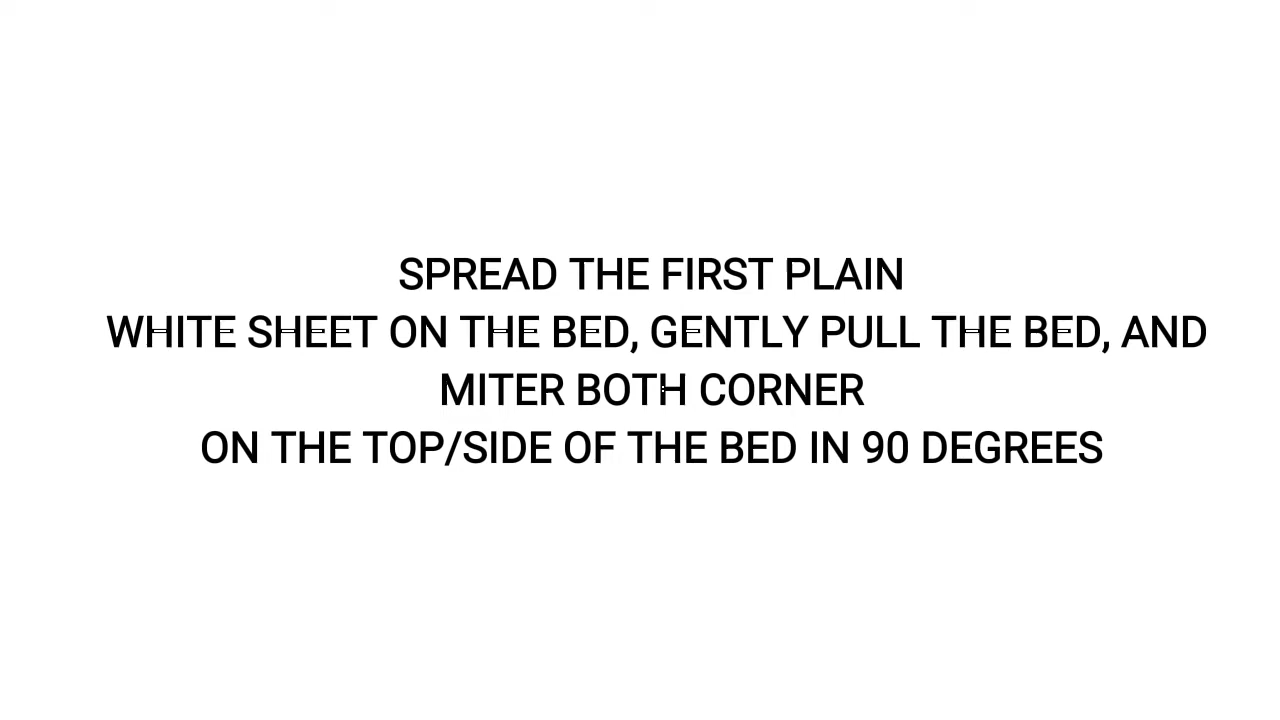 SPREAD THE FIRST PLAIN
WHITE SHEET ON THE BED, GENTLY PULL THE BED, AND
MITER BOTH CORNER
ON THE TOP/SIDE OF THE BED IN 90 DEGREES